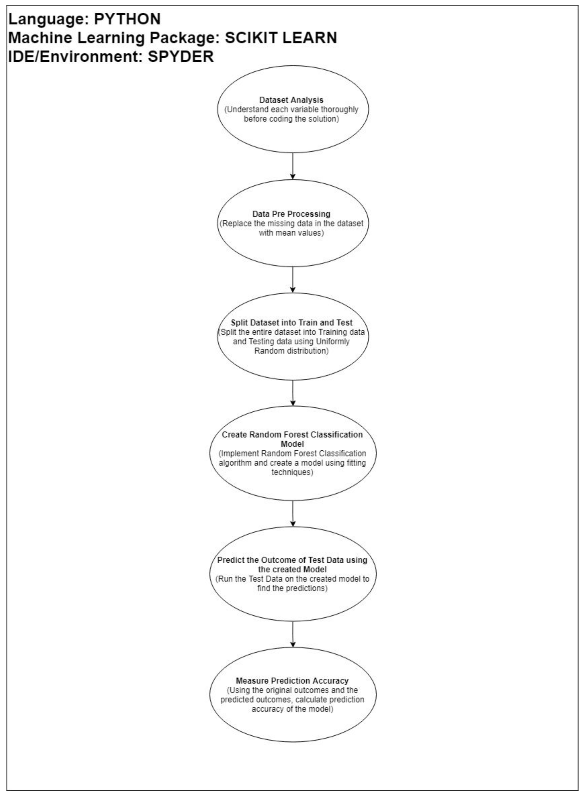 Language: PYTHON
Machine Learning Package: SCIKIT LEARN
IDE/Environment: SPYDER
Dataset Analysis
(Understand each variable thoroughly
before coding the solution)
Data Pre Processing
(Replace the missing data in the dataset
with mean values)
Split Dataset into Train and Test
(Split the entire dataset into Training data
and Testing data using Uniformly
Random distribution)
Create Random Forest Classification
Model
(Implement Random Forest Classification
algorithm and create a model using fitting
techniques)
Predict the Outcome of Test Data using
the created Model
(Run the Test Data on the created model to
find the predictions)
Measure Prediction Accuracy
(Using the original outcomes and the
predicted outcomes, calculate prediction
accuracy of the model)